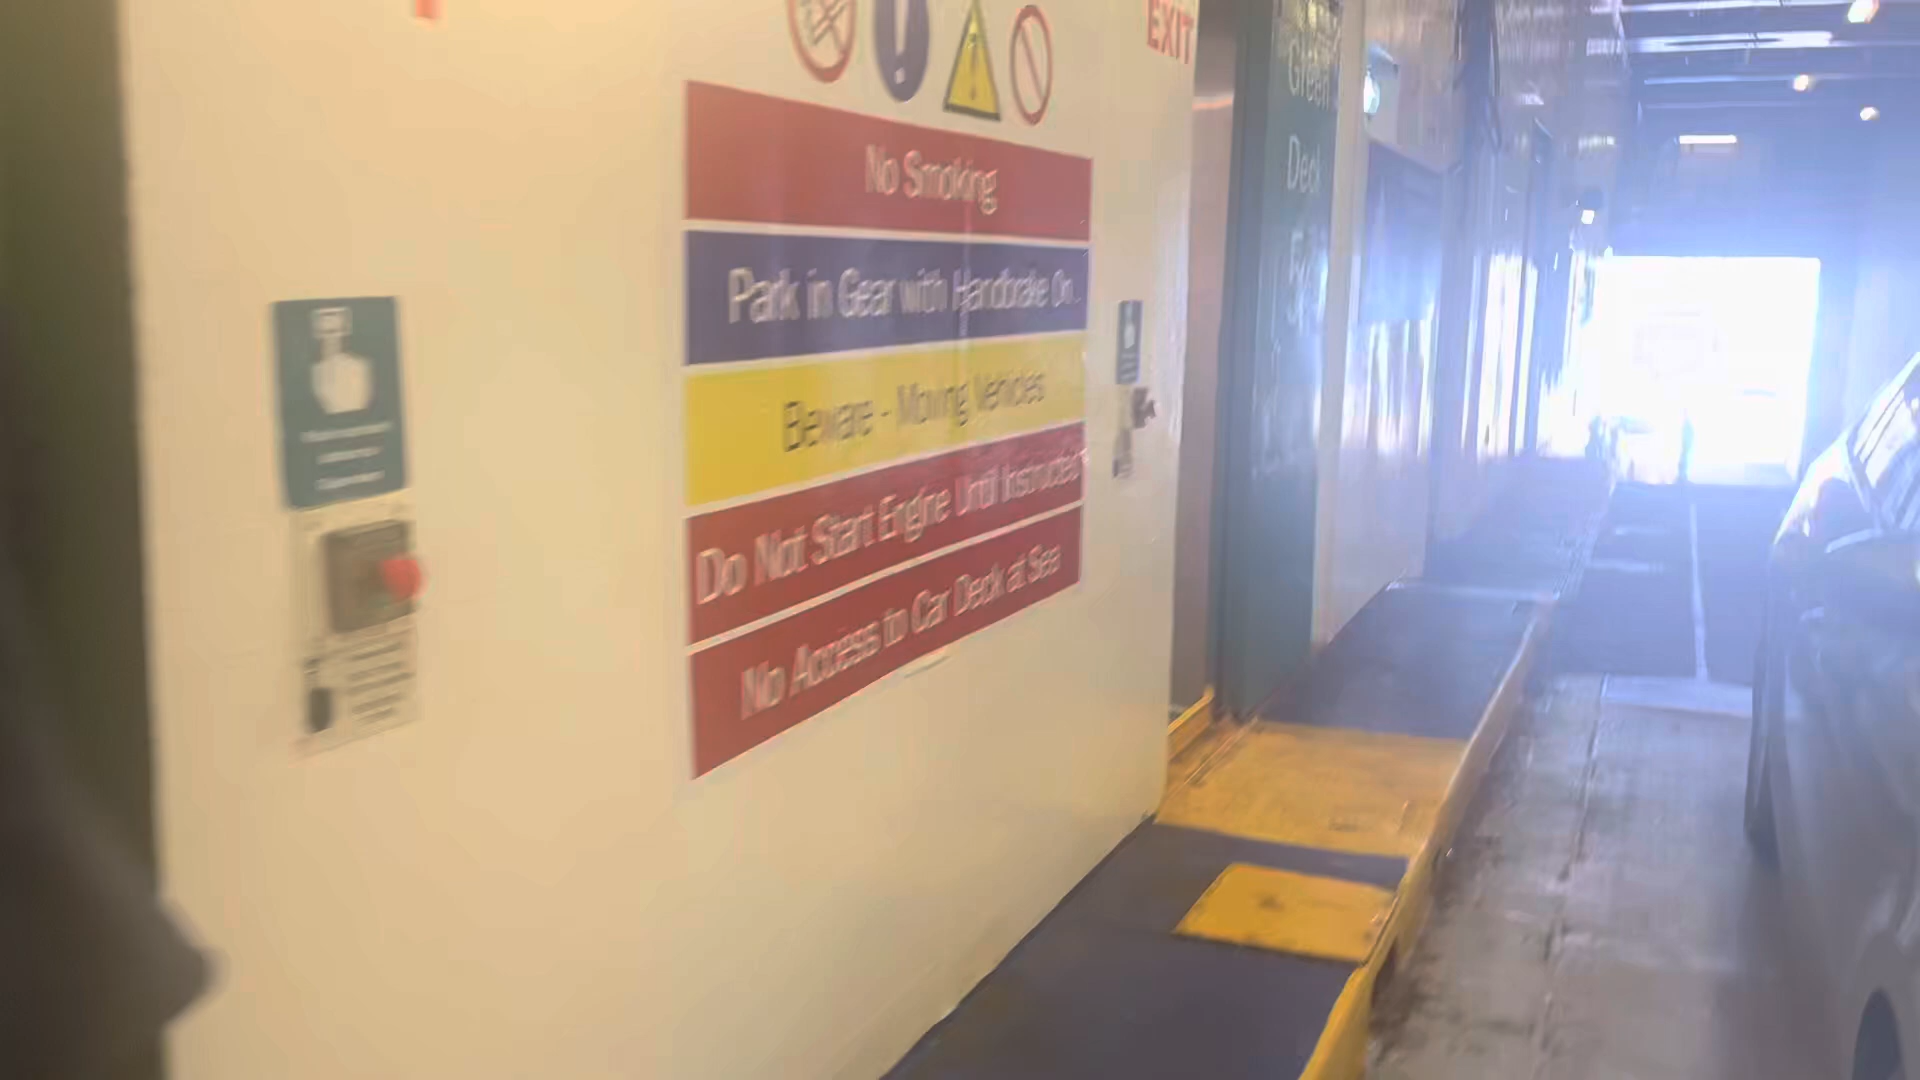 EXIT
No Smoking
Park in Gear with Handbrake On
Beware - Moving Vehicles
Do Not Start Engine Until Instructed
No Access to Car Deck at Sea
Green
Deck